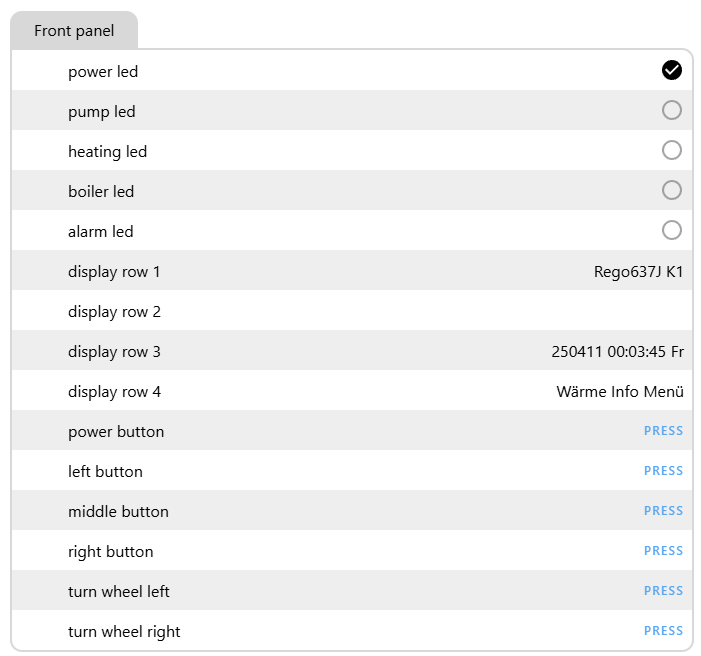 Front panel
power led
pump led
heating led
boiler led
alarm led
display row 1 Rego637J K1
display row 2
display row 3 250411 00:03:45 Fr
display row 4 Wärme Info Menü
power button PRESS
left button PRESS
middle button PRESS
right button PRESS
turn wheel left PRESS
turn wheel right PRESS